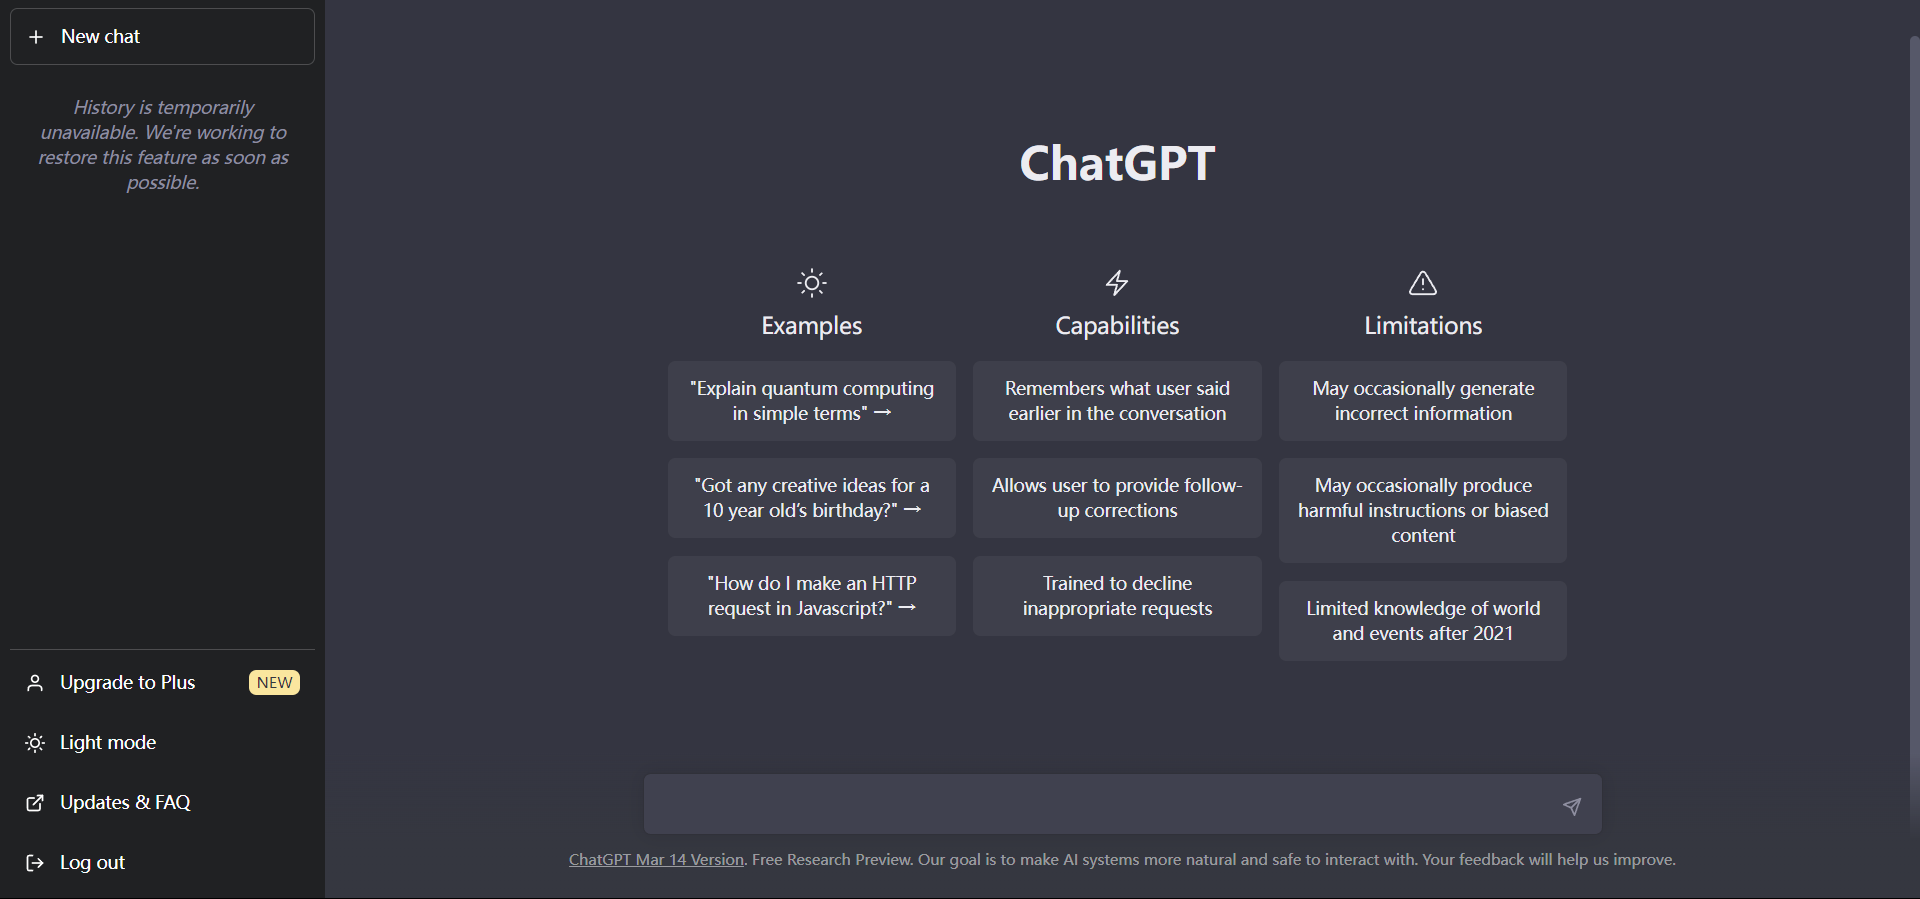 New chat
History is temporarily
unavailable. We're working to
restore this feature as soon as
possible.
Upgrade to Plus NEW
Light mode
Updates & FAQ
Log out
ChatGPT
Examples
"Explain quantum computing
in simple terms" →
"Got any creative ideas for a
10 year old’s birthday?" →
"How do I make an HTTP
request in Javascript?" →
Capabilities
Remembers what user said
earlier in the conversation
Allows user to provide follow-
up corrections
Trained to decline
inappropriate requests
Limitations
May occasionally generate
incorrect information
May occasionally produce
harmful instructions or biased
content
Limited knowledge of world
and events after 2021
ChatGPT Mar 14 Version. Free Research Preview. Our goal is to make AI systems more natural and safe to interact with. Your feedback will help us improve.